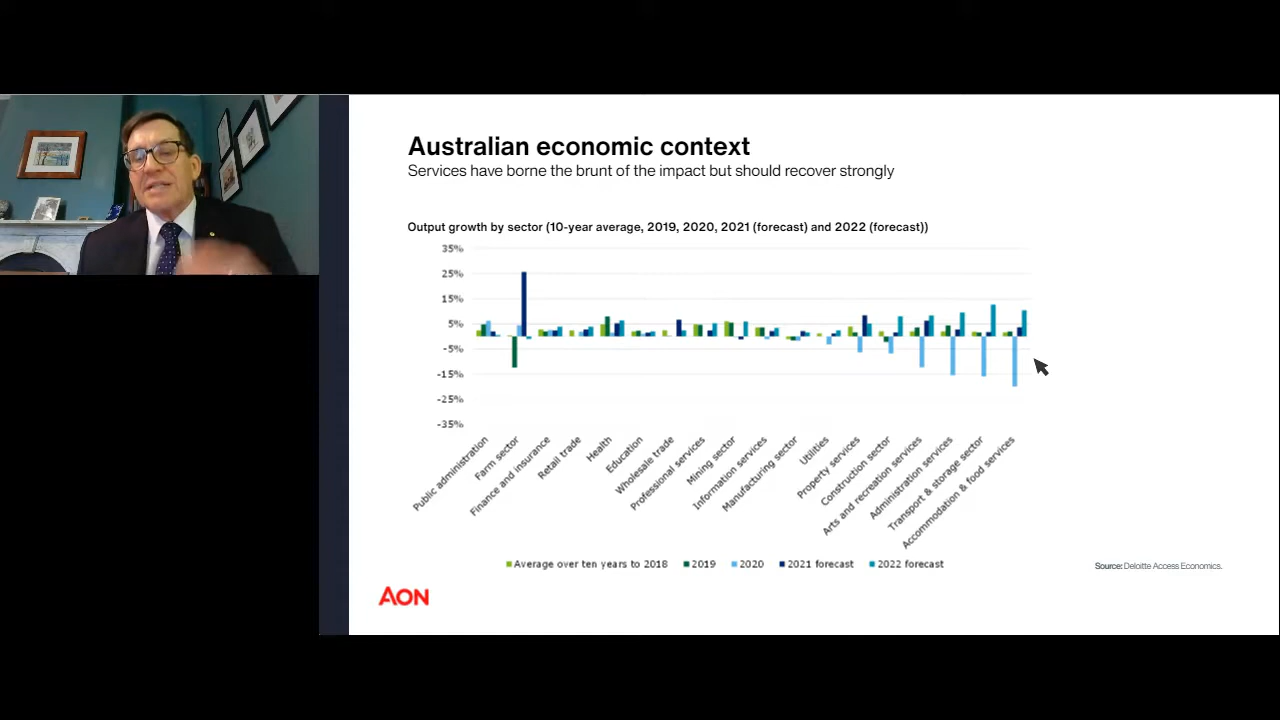 Australian economic context
Services have borne the brunt of the impact but should recover strongly
Output growth by sector (10-year average, 2019, 2020, 2021 (forecast) and 2022 (forecast))
35%
25%
15%
5%
-5%
-15%
-25%
-35%
Public administration
Farm sector
Finance and insurance
Retail trade
Health
Education
Wholesale trade
Professional services
Mining sector
Information services
Manufacturing sector
Utilities
Property services
Construction sector
Arts and recreation services
Administration services
Transport & storage sector
Accommodation & food services
Average over ten years to 2018 2019 2020 2021 forecast 2022 forecast
Source: Deloitte Access Economics.
AON